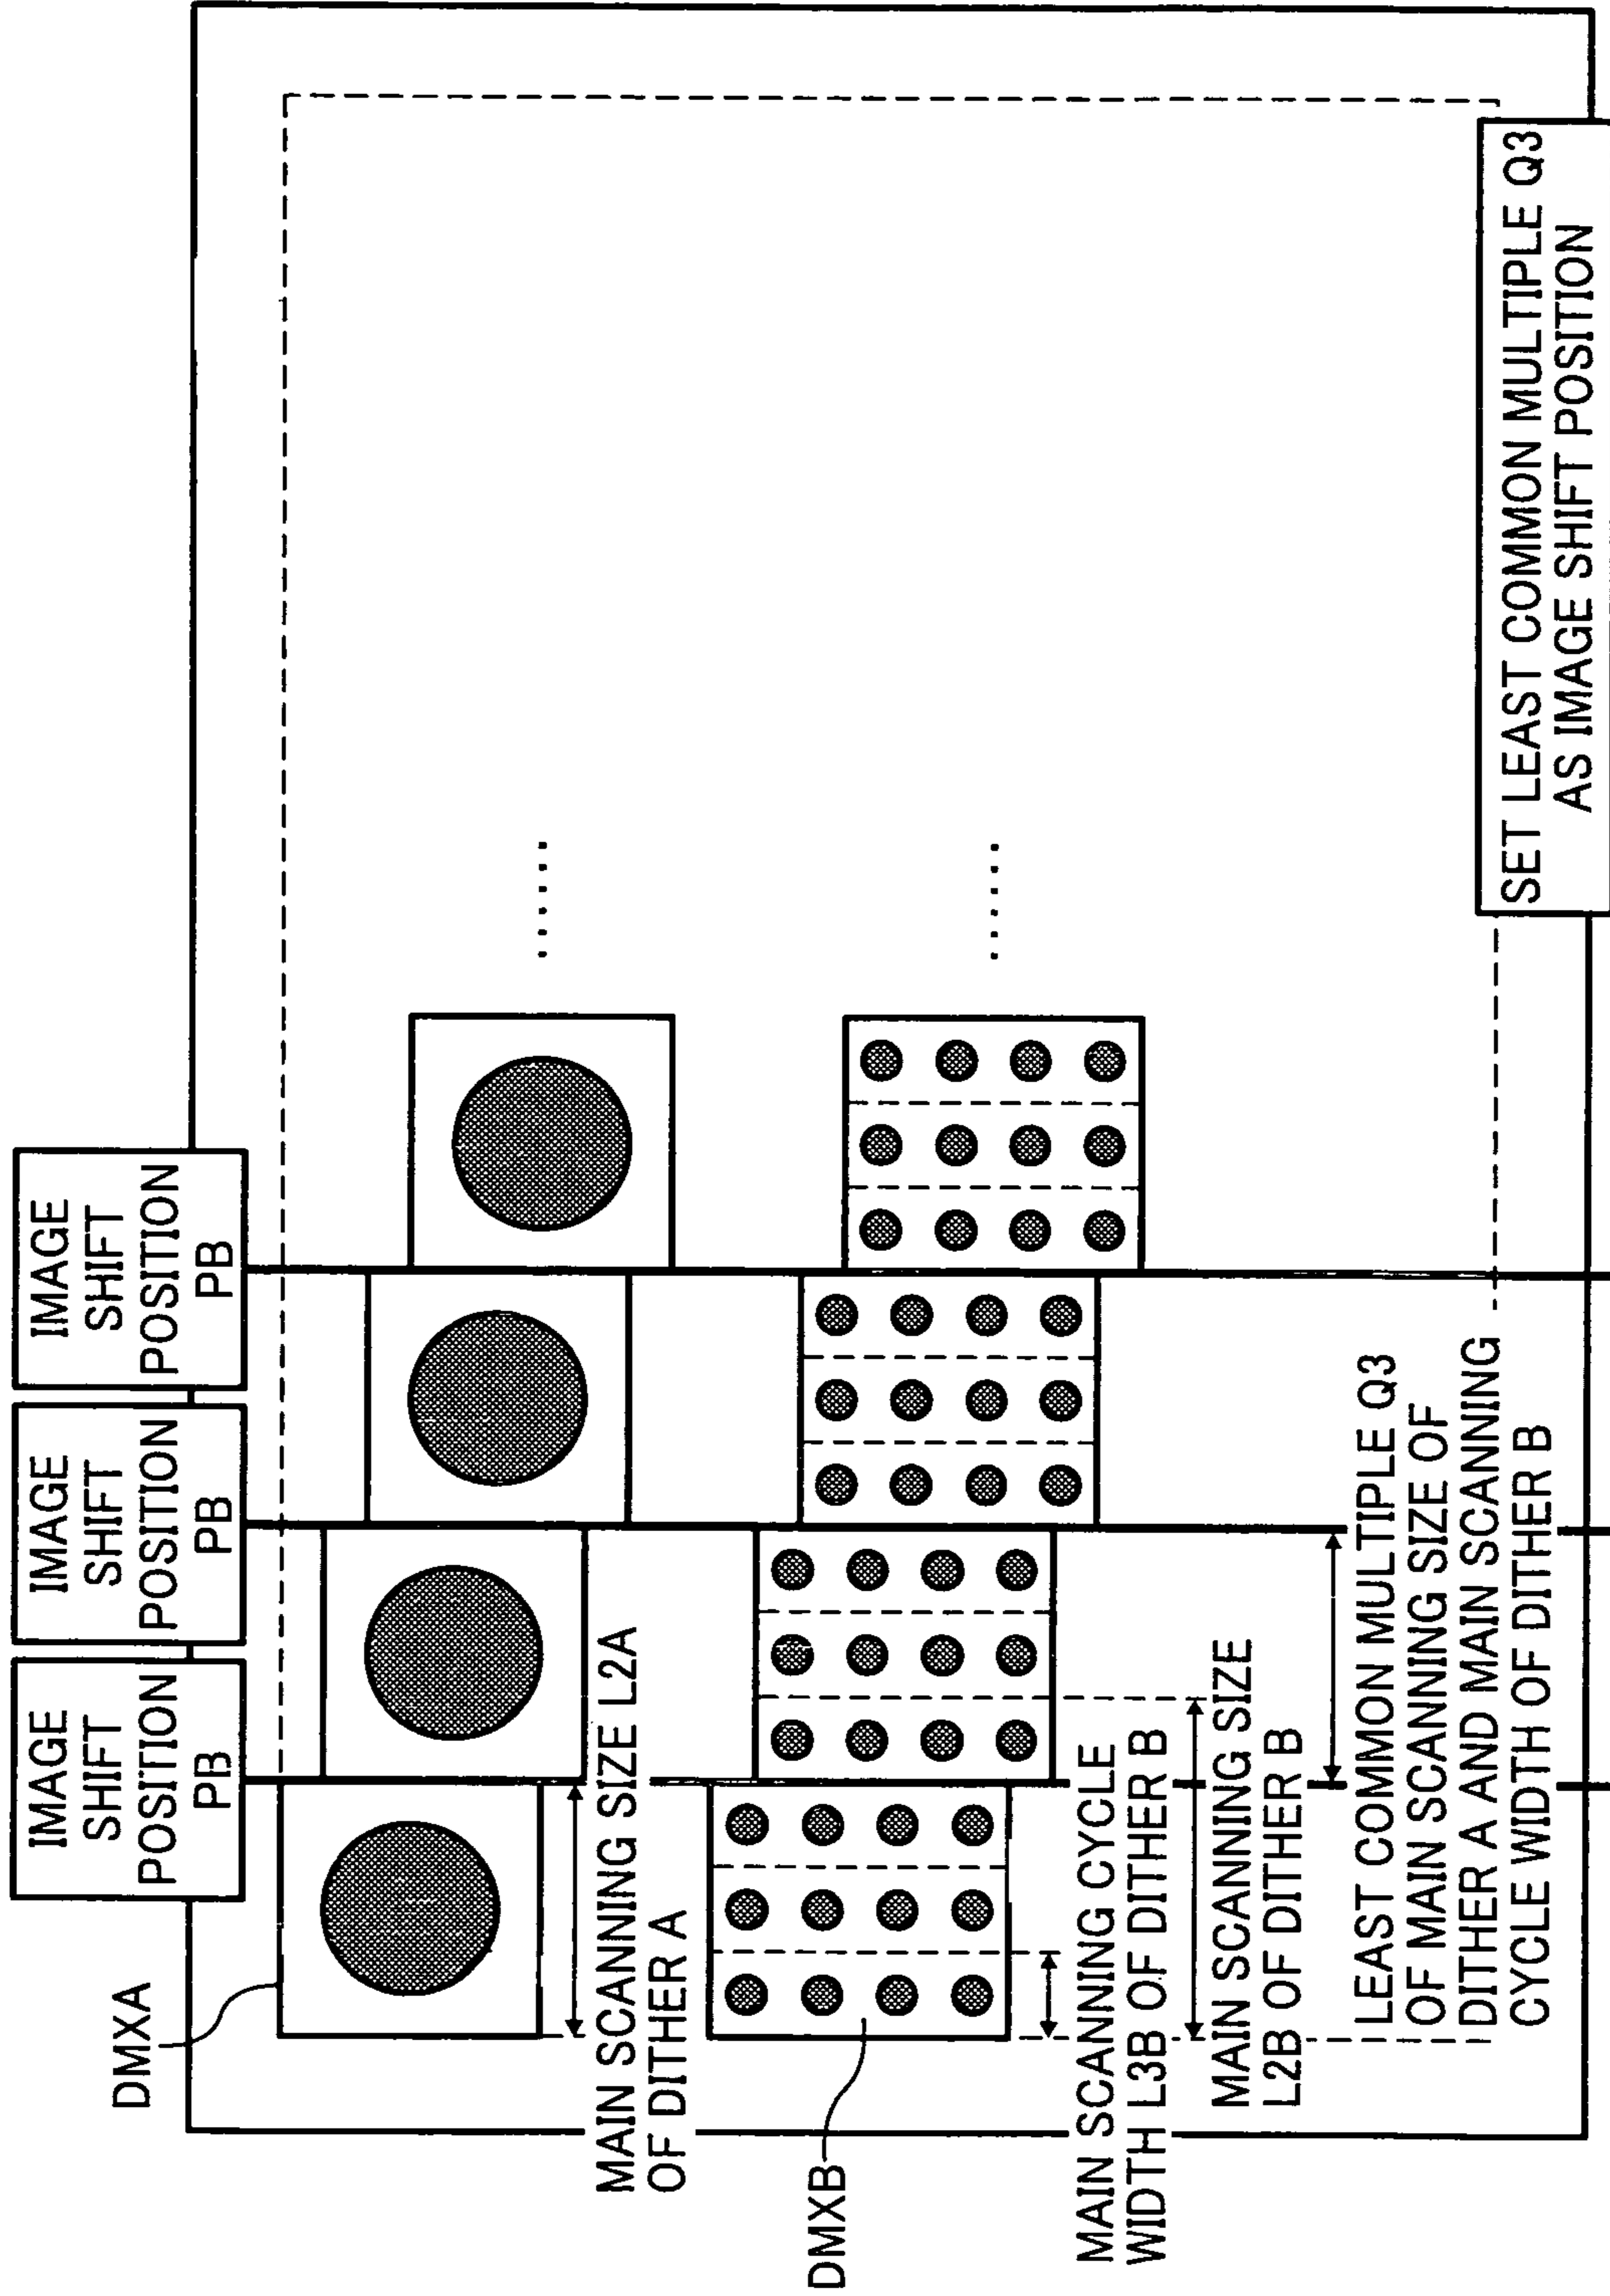 IMAGE
SHIFT
POSITION
PB
IMAGE
SHIFT
POSITION
PB
IMAGE
SHIFT
POSITION
PB
DMXA
MAIN SCANNING SIZE L2A
OF DITHER A
DMXB
MAIN SCANNING CYCLE
WIDTH L3B OF DITHER B
MAIN SCANNING SIZE
L2B OF DITHER B
LEAST COMMON MULTIPLE Q3
OF MAIN SCANNING SIZE OF
DITHER A AND MAIN SCANNING
CYCLE WIDTH OF DITHER B
SET LEAST COMMON MULTIPLE Q3
AS IMAGE SHIFT POSITION